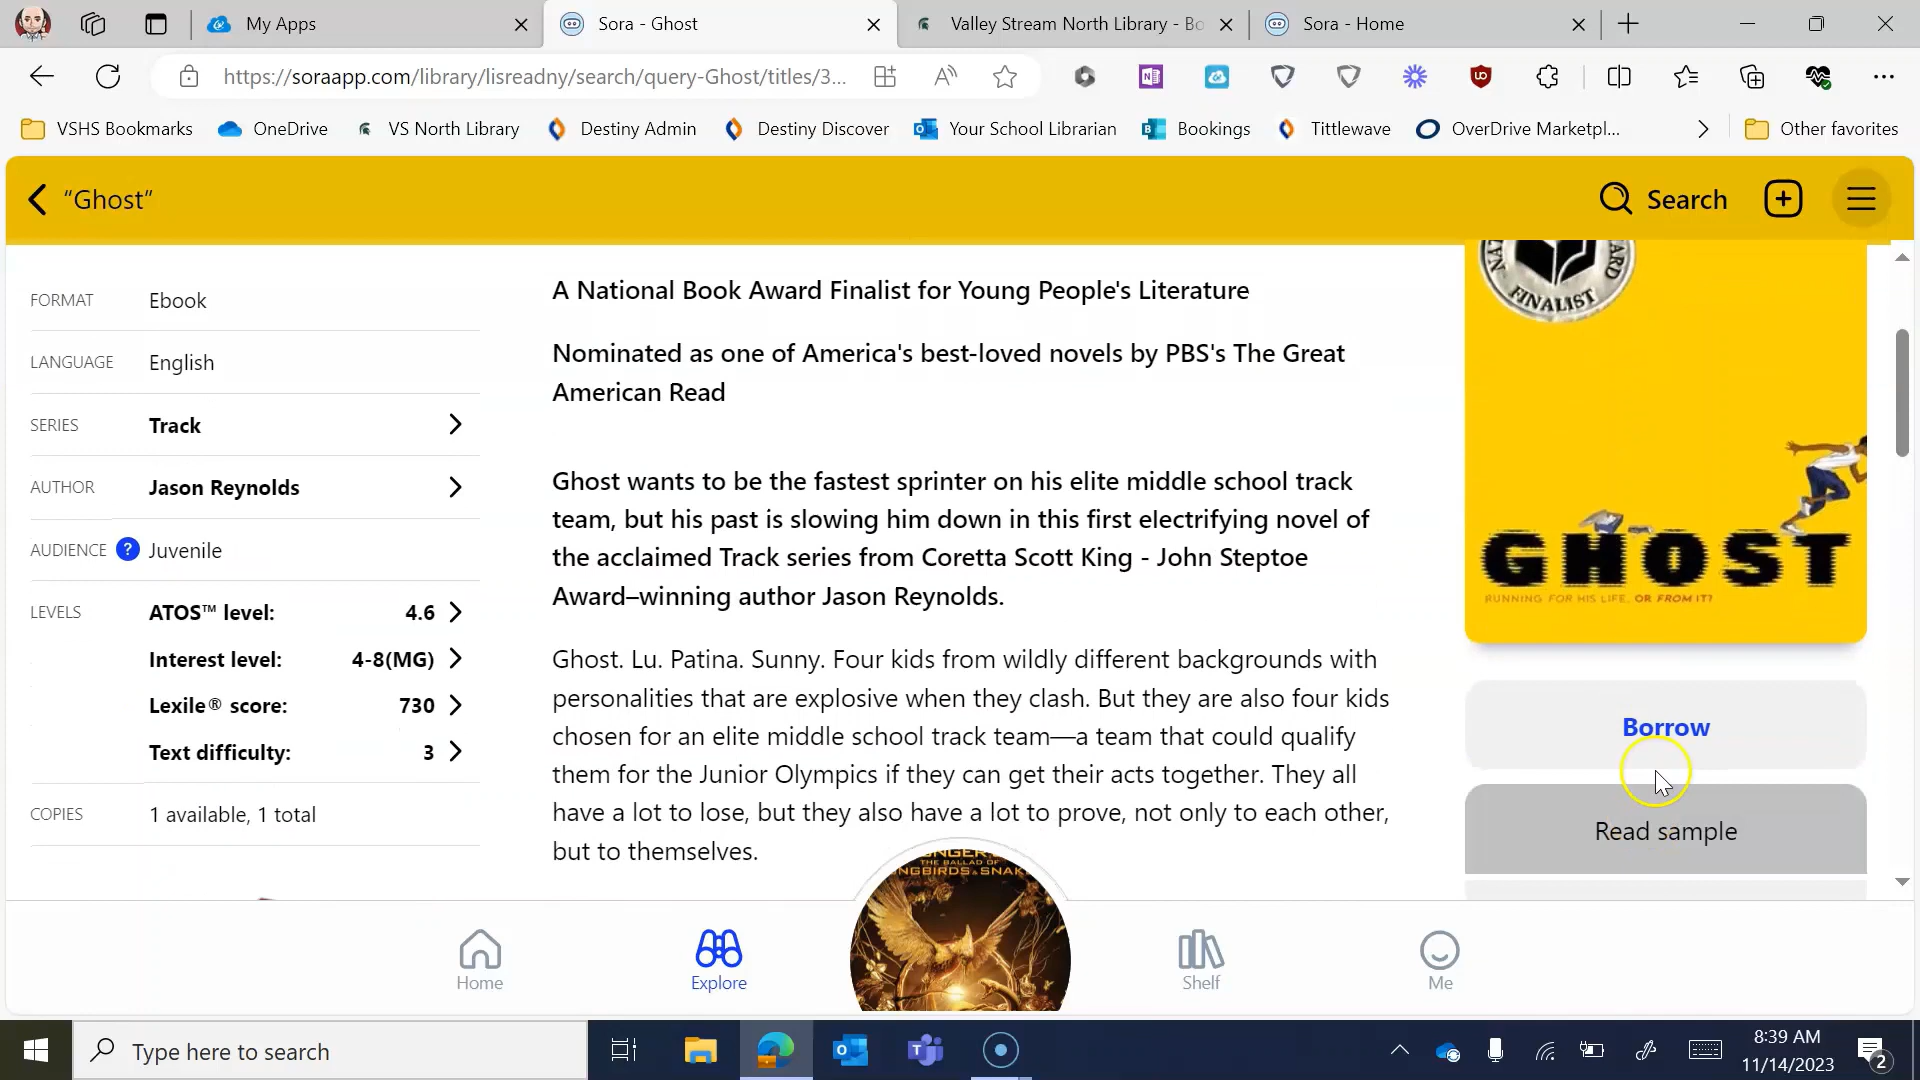 My Apps
Sora - Ghost
Valley Stream North Library - Bo
Sora - Home
https://soraapp.com/library/lisreadny/search/query-Ghost/titles/3...
VSHS Bookmarks
OneDrive
VS North Library
Destiny Admin
Destiny Discover
Your School Librarian
Bookings
Tittlewave
OverDrive Marketpl...
Other favorites
“Ghost”
Search
FORMAT Ebook
LANGUAGE English
SERIES Track
AUTHOR Jason Reynolds
AUDIENCE ? Juvenile
LEVELS ATOS™ level: 4.6
Interest level: 4-8(MG)
Lexile® score: 730
Text difficulty: 3
COPIES 1 available, 1 total
A National Book Award Finalist for Young People's Literature
Nominated as one of America's best-loved novels by PBS's The Great
American Read
Ghost wants to be the fastest sprinter on his elite middle school track
team, but his past is slowing him down in this first electrifying novel of
the acclaimed Track series from Coretta Scott King - John Steptoe
Award–winning author Jason Reynolds.
Ghost. Lu. Patina. Sunny. Four kids from wildly different backgrounds with
personalities that are explosive when they clash. But they are also four kids
chosen for an elite middle school track team—a team that could qualify
them for the Junior Olympics if they can get their acts together. They all
have a lot to lose, but they also have a lot to prove, not only to each other,
but to themselves.
FINALIST
GHOST
RUNNING FOR HIS LIFE, OR FROM IT?
Borrow
Read sample
THE BALLAD OF
Home
Explore
Shelf
Me
Type here to search
8:39 AM
11/14/2023
2